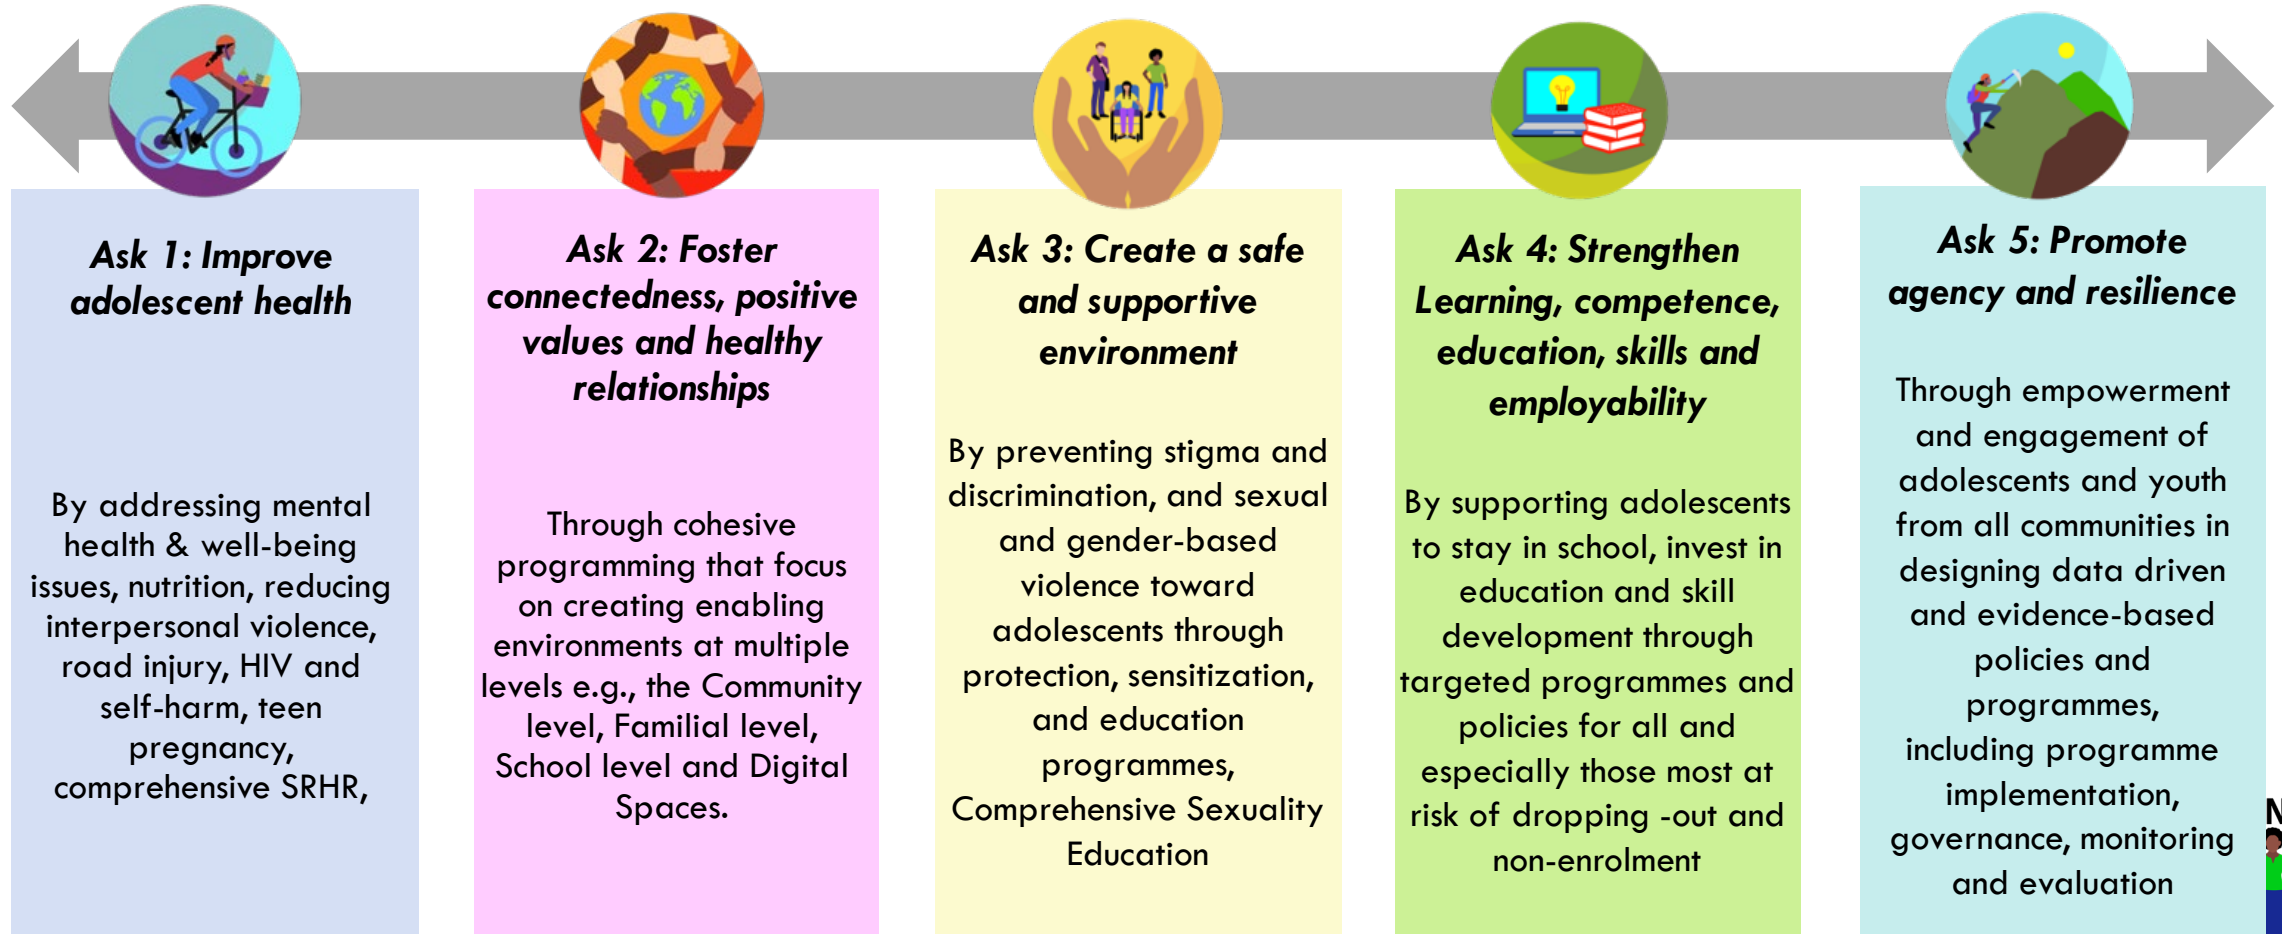 Ask 1: Improve
adolescent health
By addressing mental
health & well-being
issues, nutrition, reducing
interpersonal violence,
road injury, HIV and
self-harm, teen
pregnancy,
comprehensive SRHR,
Ask 2: Foster
connectedness, positive
values and healthy
relationships
Through cohesive
programming that focus
on creating enabling
environments at multiple
levels e.g., the Community
level, Familial level,
School level and Digital
Spaces.
Ask 3: Create a safe
and supportive
environment
By preventing stigma and
discrimination, and sexual
and gender-based
violence toward
adolescents through
protection, sensitization,
and education
programmes,
Comprehensive Sexuality
Education
Ask 4: Strengthen
Learning, competence,
education, skills and
employability
By supporting adolescents
to stay in school, invest in
education and skill
development through
targeted programmes and
policies for all and
especially those most at
risk of dropping -out and
non-enrolment
Ask 5: Promote
agency and resilience
Through empowerment
and engagement of
adolescents and youth
from all communities in
designing data driven
and evidence-based
policies and
programmes,
including programme
implementation,
governance, monitoring
and evaluation